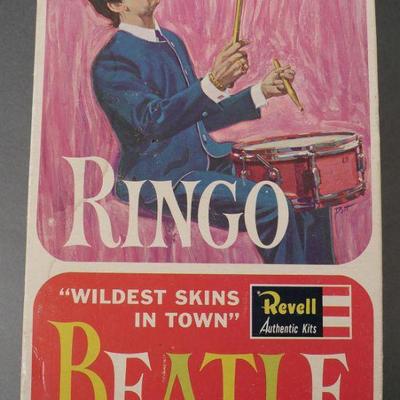 RINGO
"WILDEST SKINS
IN TOWN"
Revell
Authentic Kits
BEATLE